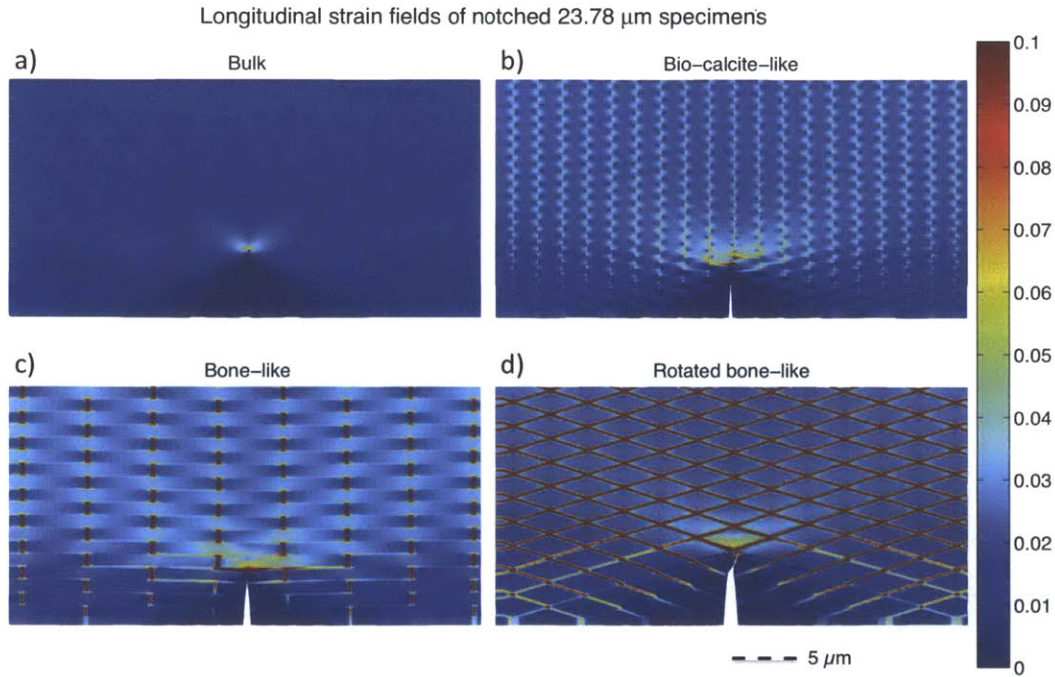 Longitudinal strain fields of notched 23.78 μm specimens
a)
Bulk
b)
Bio-calcite-like
c)
Bone-like
d)
Rotated bone-like
0.1
0.09
0.08
0.07
0.06
0.05
0.04
0.03
0.02
0.01
0
5 μm